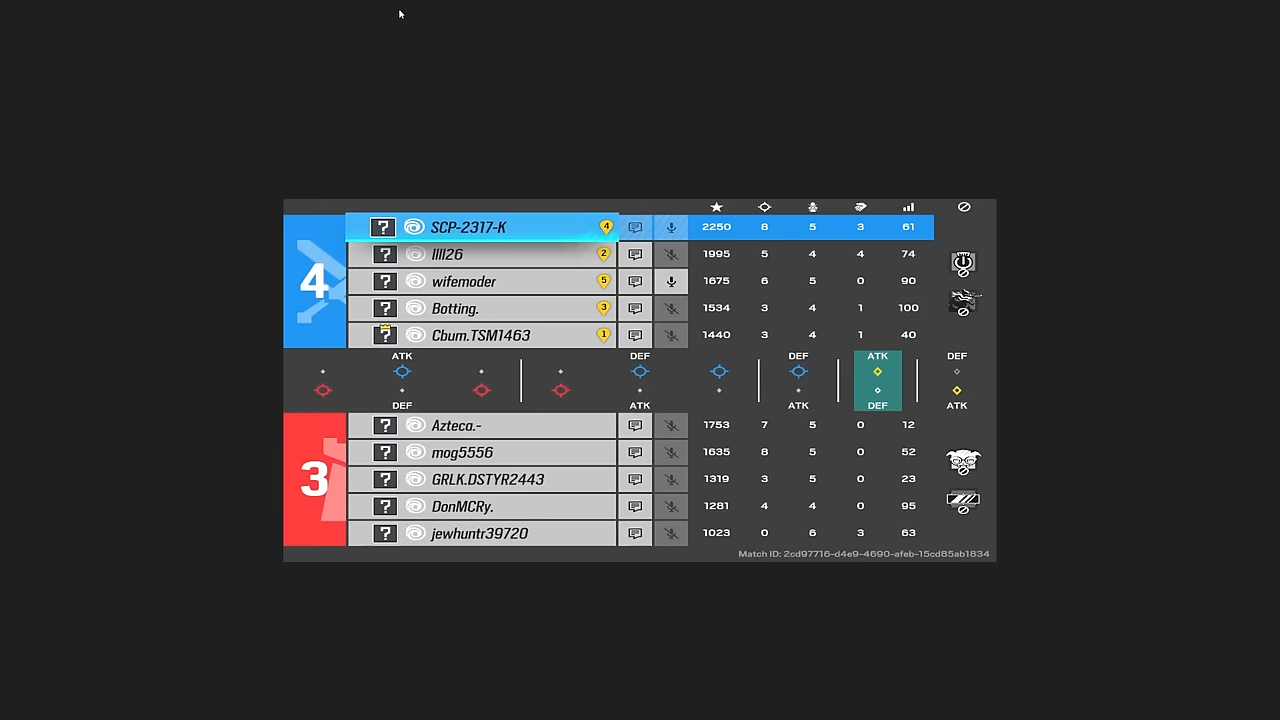 4
? SCP-2317-K 4 2250 8 5 3 61
? llll26 2 1995 5 4 4 74
? wifemoder 5 1675 6 5 0 90
? Botting. 3 1534 3 4 1 100
? Cbum.TSM1463 1 1440 3 4 1 40
ATK DEF DEF ATK DEF
DEF ATK ATK DEF ATK
3
? Azteca.- 1753 7 5 0 12
? mog5556 1635 8 5 0 52
? GRLK.DSTYR2443 1319 3 5 0 23
? DonMCRy. 1281 4 4 0 95
? jewhuntr39720 1023 0 6 3 63
Match ID: 2cd97716-d4e9-4690-afeb-15cd85ab1834